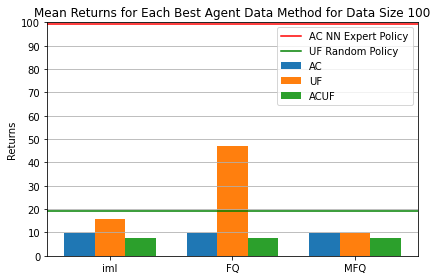 Mean Returns for Each Best Agent Data Method for Data Size 100
100
90
80
70
60
50
40
30
20
10
0
Returns
AC NN Expert Policy
UF Random Policy
AC
UF
ACUF
iml
FQ
MFQ